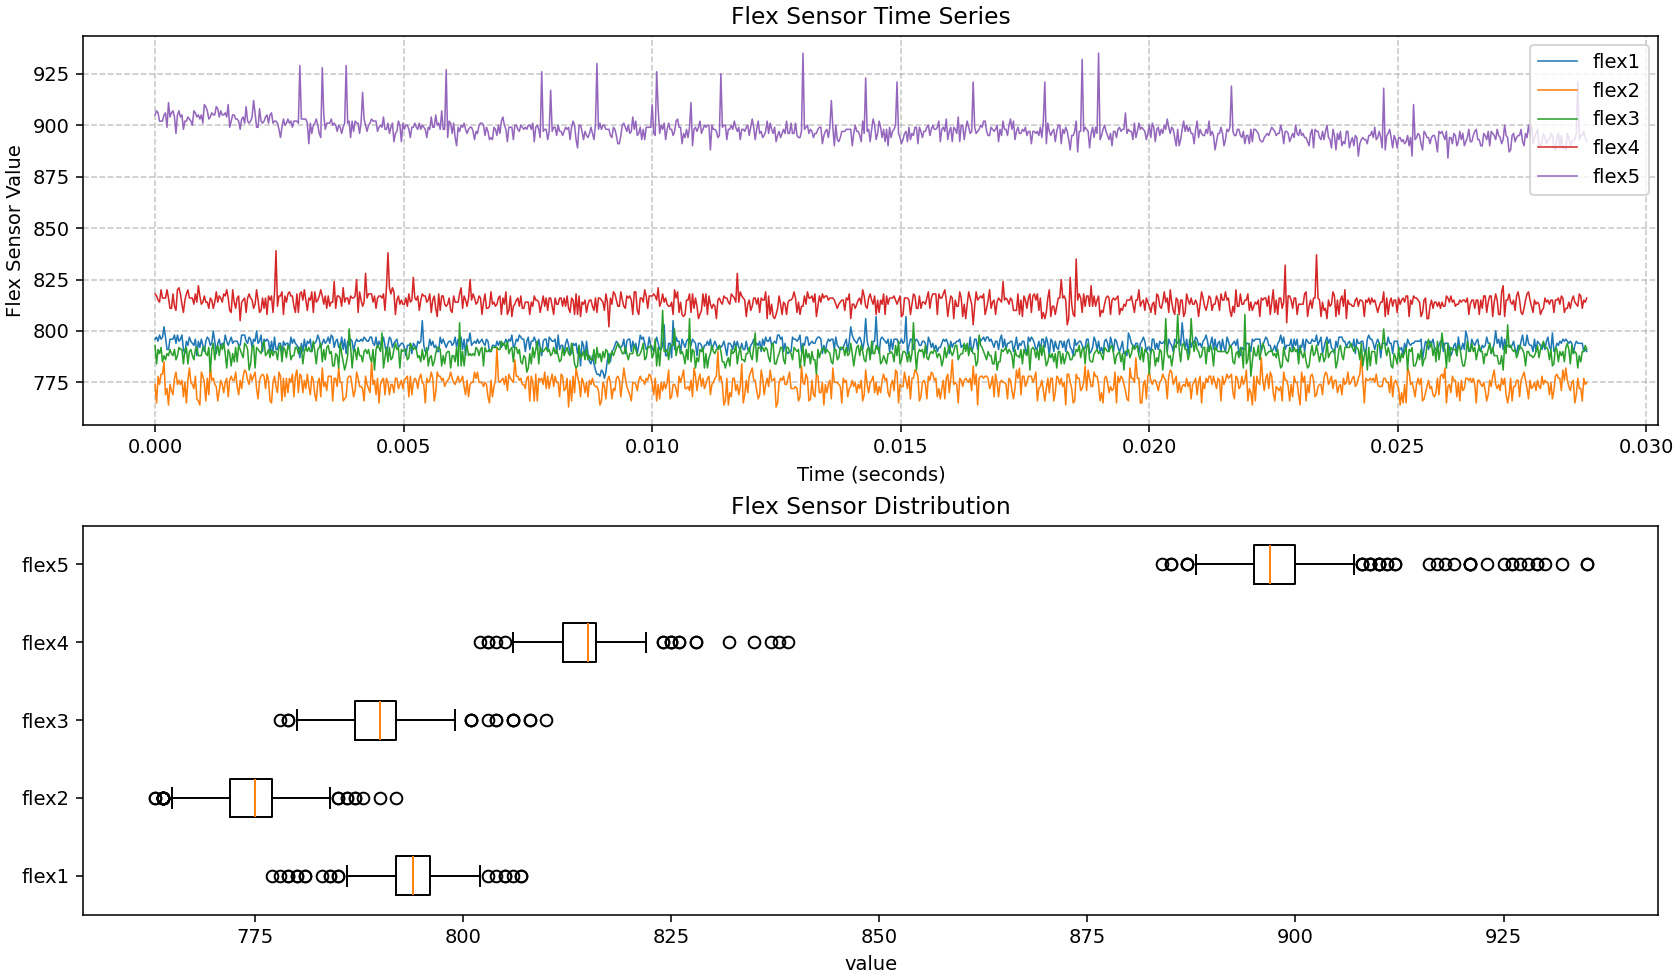 Flex Sensor Time Series
Flex Sensor Value
925
900
875
850
825
800
775
flex1
flex2
flex3
flex4
flex5
0.000 0.005 0.010 0.015 0.020 0.025 0.030
Time (seconds)
Flex Sensor Distribution
flex5
flex4
flex3
flex2
flex1
775 800 825 850 875 900 925
value